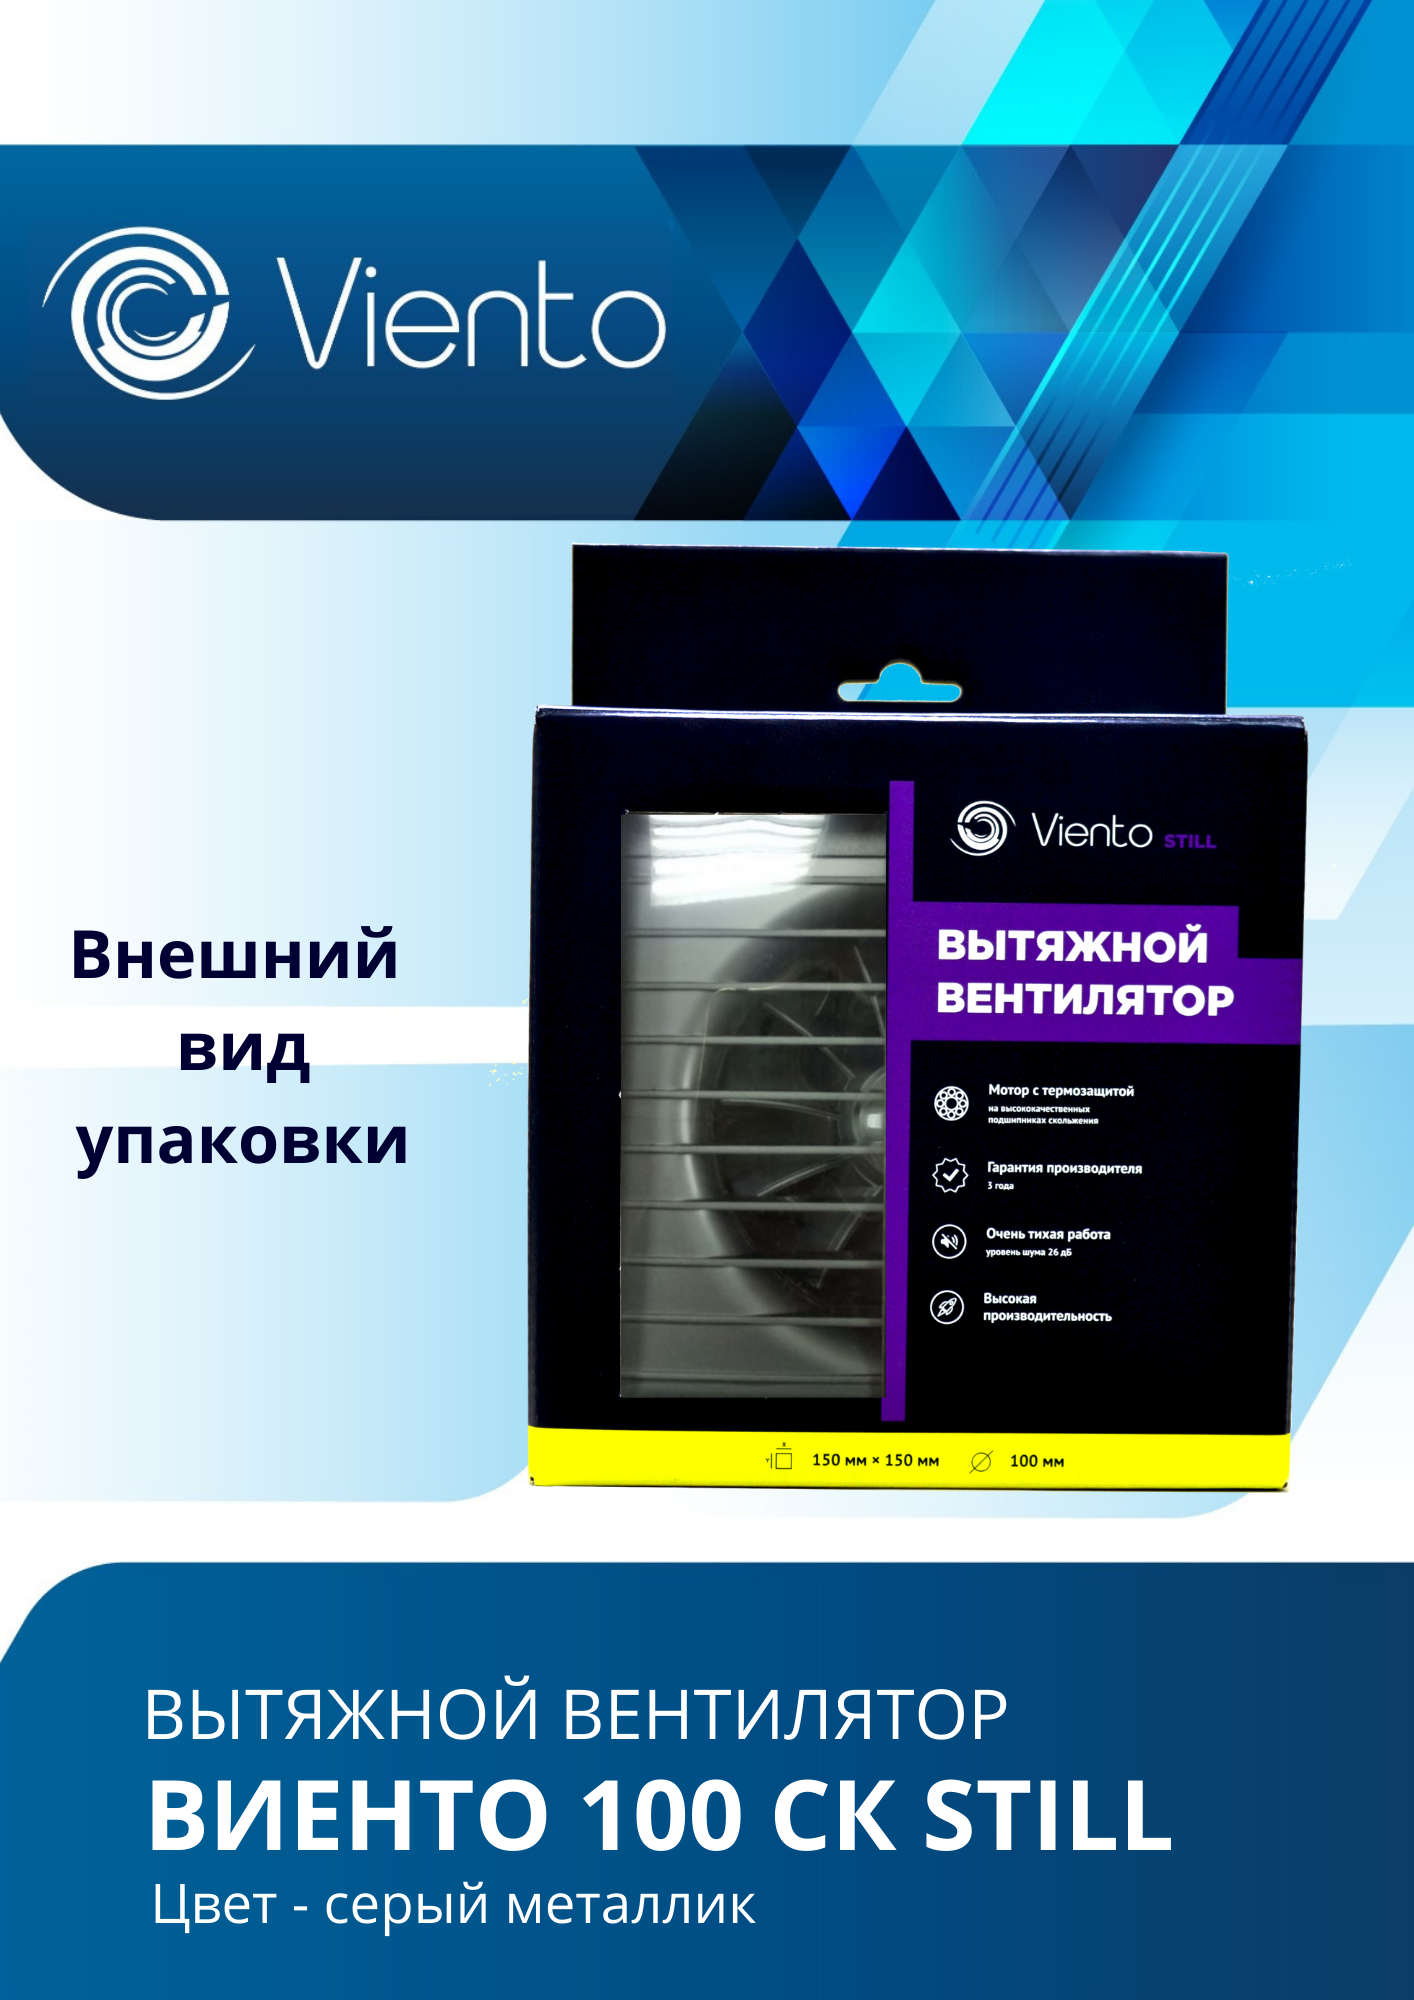 Viento
Внешний
вид
упаковки
Viento STILL
ВЫТЯЖНОЙ
ВЕНТИЛЯТОР
Мотор с термозащитой
на высококачественных
подшипниках скольжения
Гарантия производителя
3 года
Очень тихая работа
уровень шума 26 дБ
Высокая
производительность
X
Y
150 мм × 150 мм
100 мм
ВЫТЯЖНОЙ ВЕНТИЛЯТОР
ВИЕНТО 100 СК STILL
Цвет - серый металлик